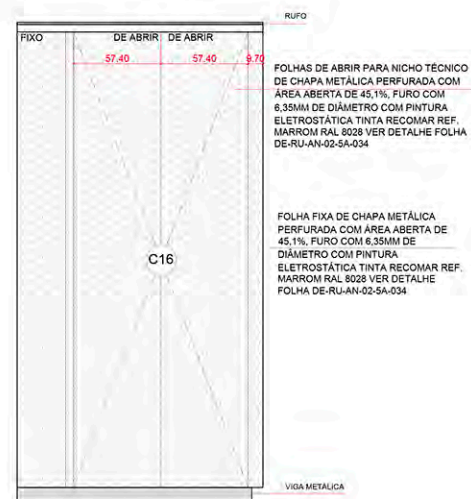 RUFO
FIXO
DE ABRIR
DE ABRIR
57.40
57.40
9.70
FOLHAS DE ABRIR PARA NICHO TÉCNICO
DE CHAPA METÁLICA PERFURADA COM
ÁREA ABERTA DE 45,1%, FURO COM
6,35MM DE DIÂMETRO COM PINTURA
ELETROSTÁTICA TINTA RECOMAR REF.
MARROM RAL 8028 VER DETALHE FOLHA
DE-RU-AN-02-5A-034
FOLHA FIXA DE CHAPA METÁLICA
PERFURADA COM ÁREA ABERTA DE
45,1%, FURO COM 6,35MM DE
DIÂMETRO COM PINTURA
ELETROSTÁTICA TINTA RECOMAR REF.
MARROM RAL 8028 VER DETALHE
FOLHA DE-RU-AN-02-5A-034
C16
VIGA METALICA